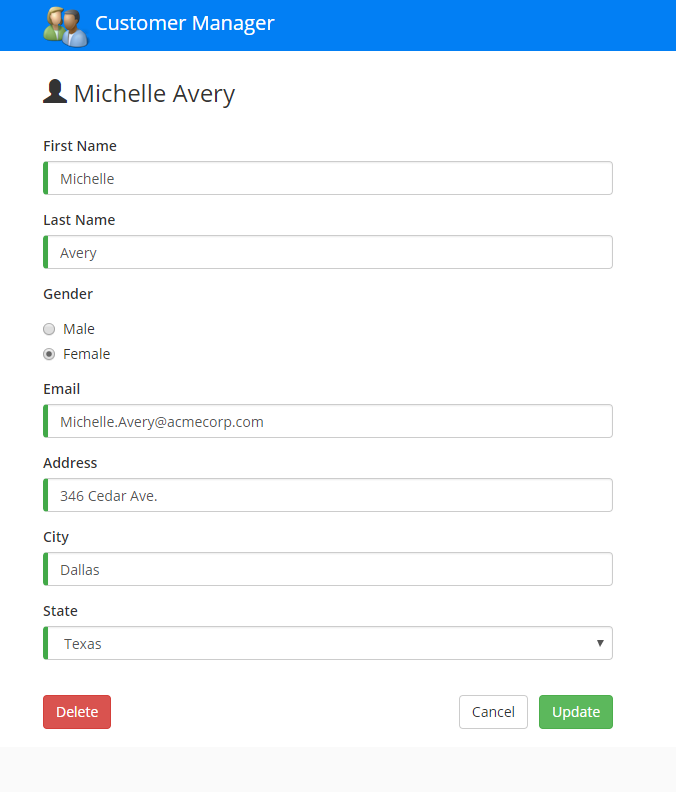 Customer Manager
Michelle Avery
First Name
Michelle
Last Name
Avery
Gender
Male
Female
Email
Michelle.Avery@acmecorp.com
Address
346 Cedar Ave.
City
Dallas
State
Texas
Delete Cancel Update